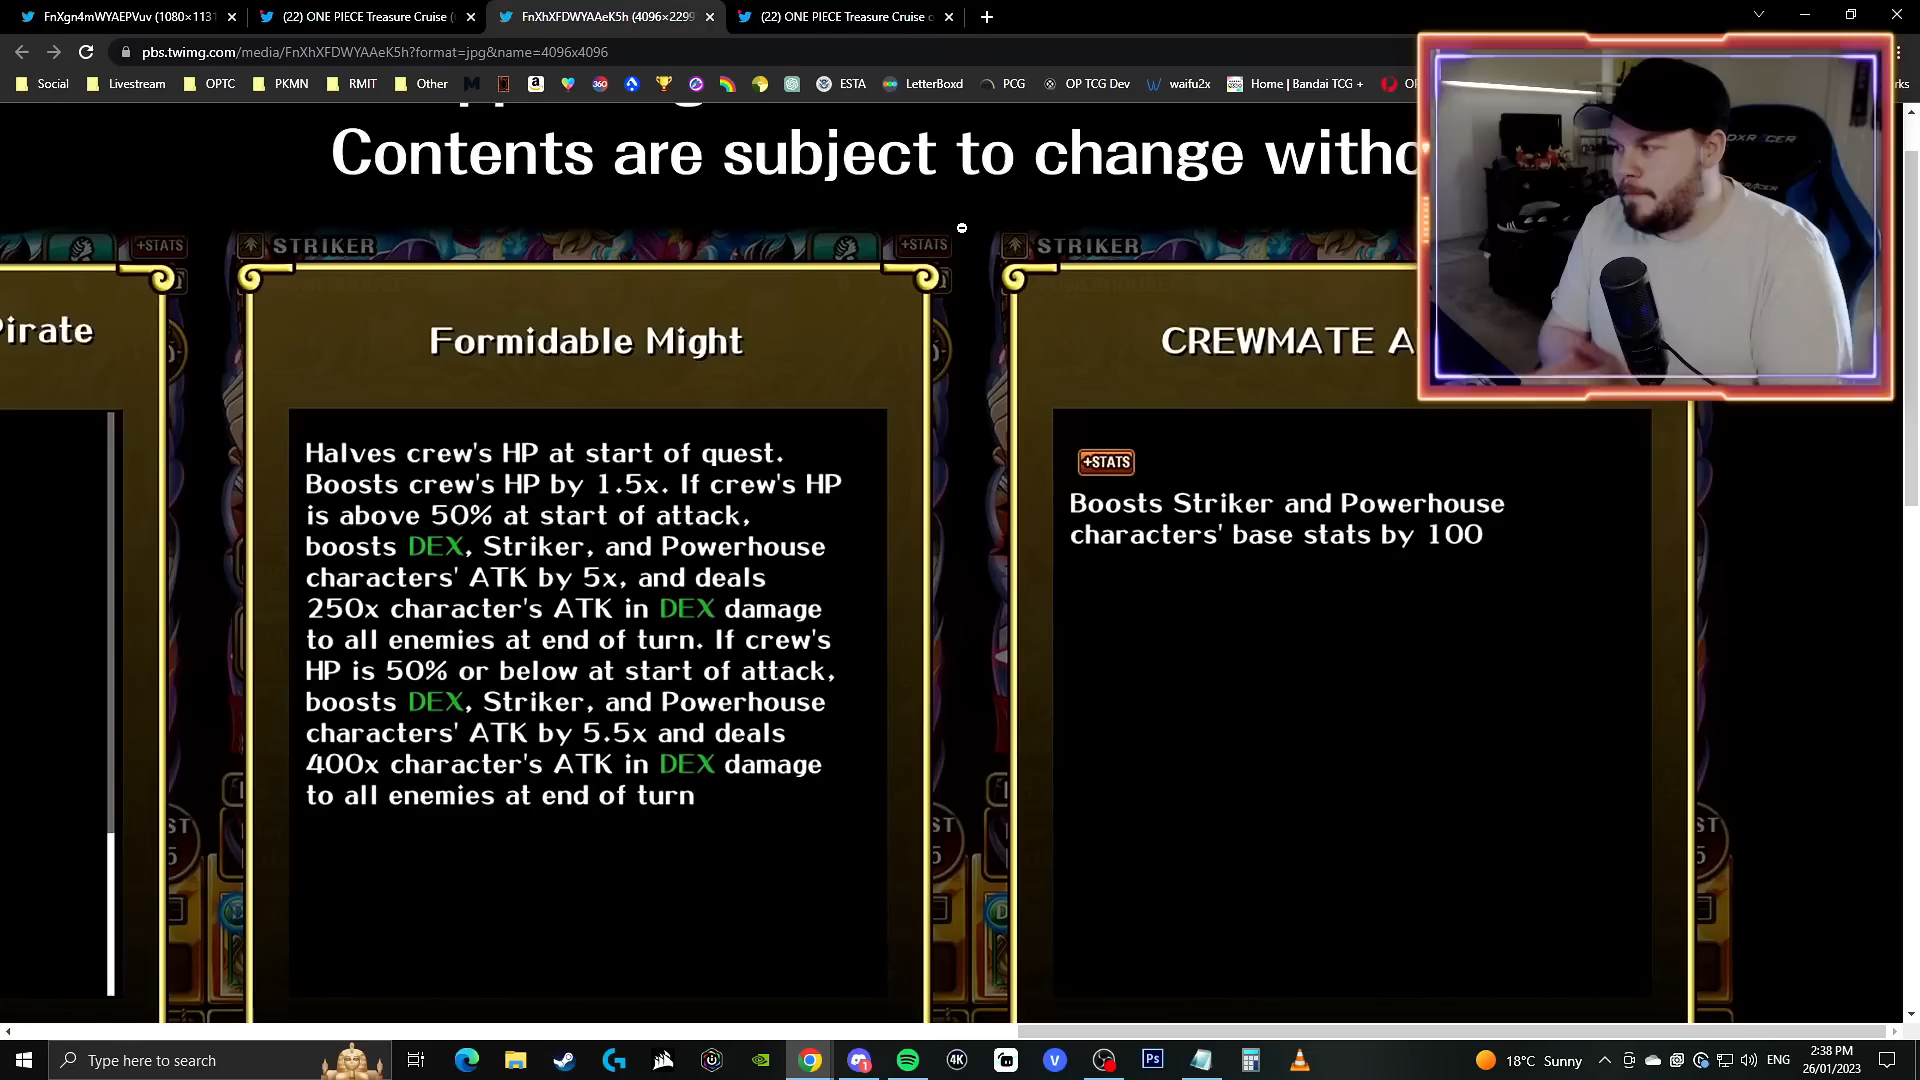 FnXgn4mWYAEPVuv (1080×1131
(22) ONE PIECE Treasure Cruise (
FnXhXFDWYAAeK5h (4096×2299
(22) ONE PIECE Treasure Cruise
pbs.twimg.com/media/FnXhXFDWYAAeK5h?format=jpg&name=4096x4096
Social
Livestream
OPTC
PKMN
RMIT
Other
360
ESTA
LetterBoxd
PCG
OP TCG Dev
waifu2x
Home | Bandai TCG +
Contents are subject to change witho
DXRACER
+STATS
STRIKER
+STATS
STRIKER
Pirate
Formidable Might
CREWMATE A
Halves crew's HP at start of quest.
Boosts crew's HP by 1.5x. If crew's HP
is above 50% at start of attack,
boosts DEX, Striker, and Powerhouse
characters' ATK by 5x, and deals
250x character's ATK in DEX damage
to all enemies at end of turn. If crew's
HP is 50% or below at start of attack,
boosts DEX, Striker, and Powerhouse
characters' ATK by 5.5x and deals
400x character's ATK in DEX damage
to all enemies at end of turn
+STATS
Boosts Striker and Powerhouse
characters' base stats by 100
Type here to search
4K
Ps
18°C Sunny
ENG
2:38 PM
26/01/2023